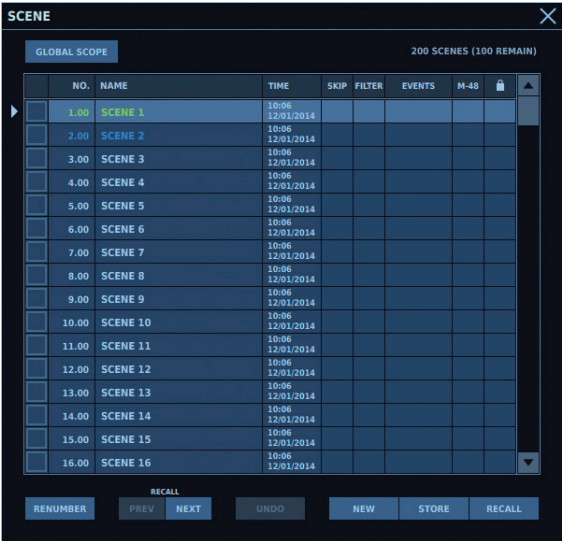 SCENE
GLOBAL SCOPE 200 SCENES (100 REMAIN)
NO. NAME TIME SKIP FILTER EVENTS M-48
1.00 SCENE 1 10:06 12/01/2014
2.00 SCENE 2 10:06 12/01/2014
3.00 SCENE 3 10:06 12/01/2014
4.00 SCENE 4 10:06 12/01/2014
5.00 SCENE 5 10:06 12/01/2014
6.00 SCENE 6 10:06 12/01/2014
7.00 SCENE 7 10:06 12/01/2014
8.00 SCENE 8 10:06 12/01/2014
9.00 SCENE 9 10:06 12/01/2014
10.00 SCENE 10 10:06 12/01/2014
11.00 SCENE 11 10:06 12/01/2014
12.00 SCENE 12 10:06 12/01/2014
13.00 SCENE 13 10:06 12/01/2014
14.00 SCENE 14 10:06 12/01/2014
15.00 SCENE 15 10:06 12/01/2014
16.00 SCENE 16 10:06 12/01/2014
RECALL
RENUMBER PREV NEXT UNDO NEW STORE RECALL